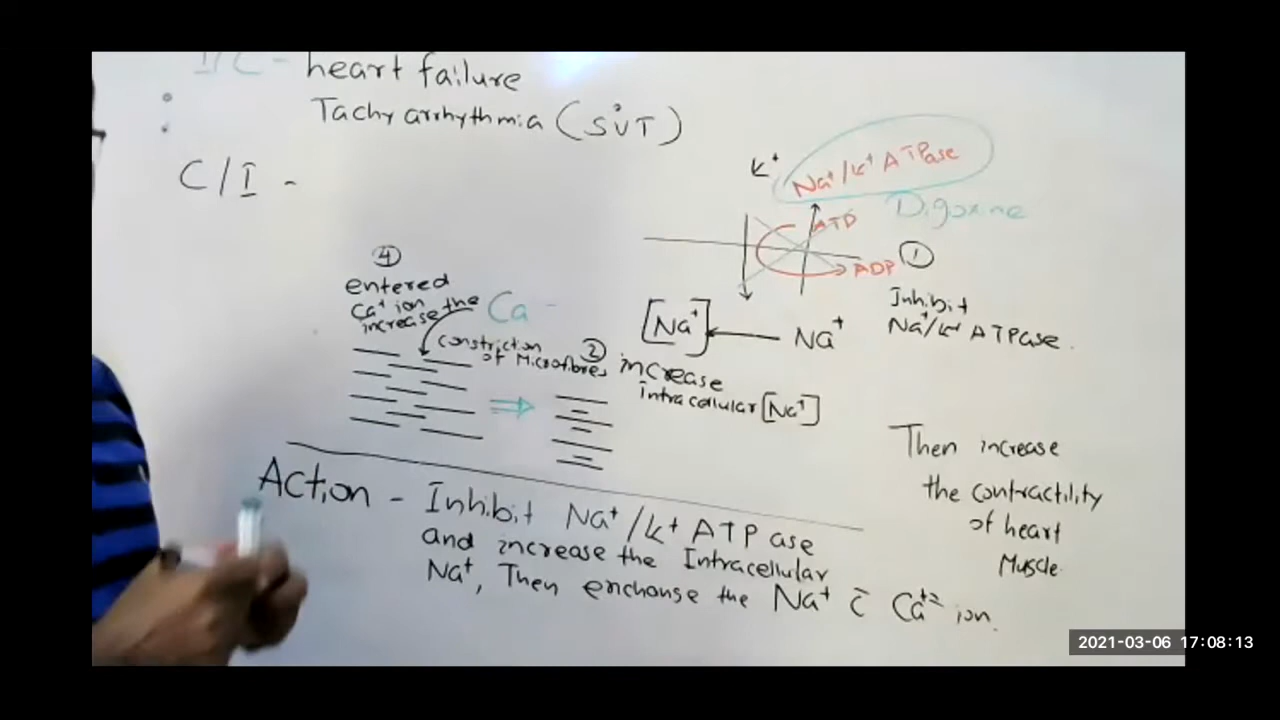 I/C - heart failure
Tachyarrhythmia (SVT)
C/I -
K⁺
Na⁺/K⁺ ATPase
Digoxine
ATP
ADP
①
Inhibit
Na⁺/K⁺ ATPase.
[Na⁺] ← Na⁺
②
increase
intracellular [Na⁺]
④
entered
Ca⁺ ion
increase the
Ca
constriction
of Microfibres
Then increase
the contractility
of heart
Muscle
Action - Inhibit Na⁺/K⁺ ATPase
and increase the Intracellular
Na⁺, Then enchonse the Na⁺ c̄ Ca⁺² ion.
2021-03-06 17:08:13